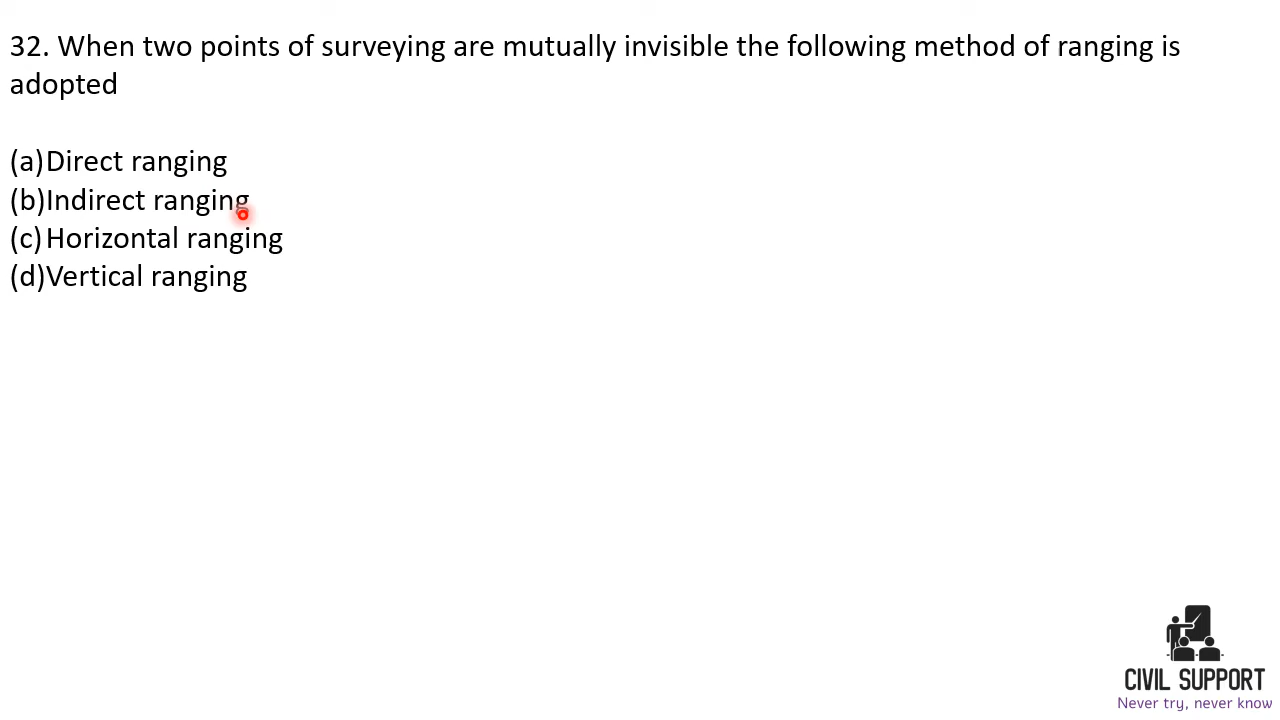 32. When two points of surveying are mutually invisible the following method of ranging is
adopted
(a)Direct ranging
(b)Indirect ranging
(c)Horizontal ranging
(d)Vertical ranging
CIVIL SUPPORT
Never try, never know